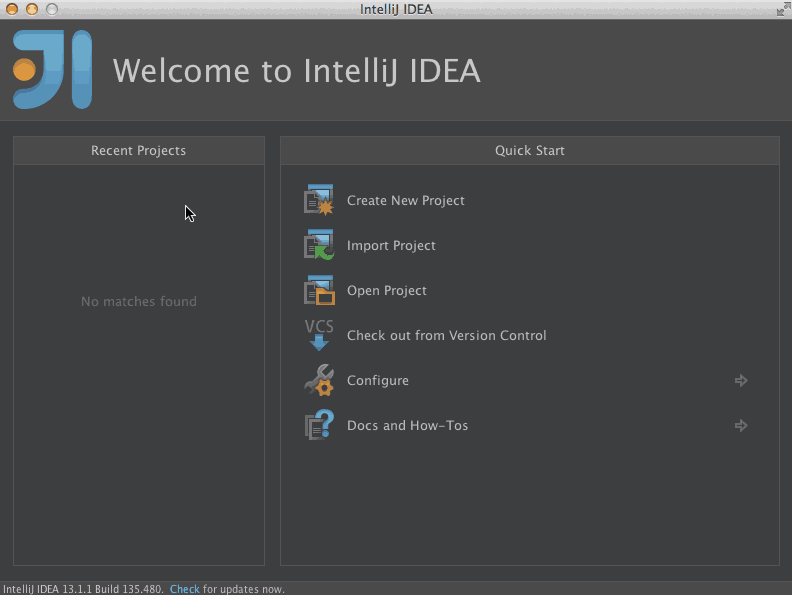 IntelliJ IDEA
Welcome to IntelliJ IDEA
Recent Projects
No matches found
Quick Start
Create New Project
Import Project
Open Project
VCS
Check out from Version Control
Configure
?
Docs and How-Tos
IntelliJ IDEA 13.1.1 Build 135.480. Check for updates now.